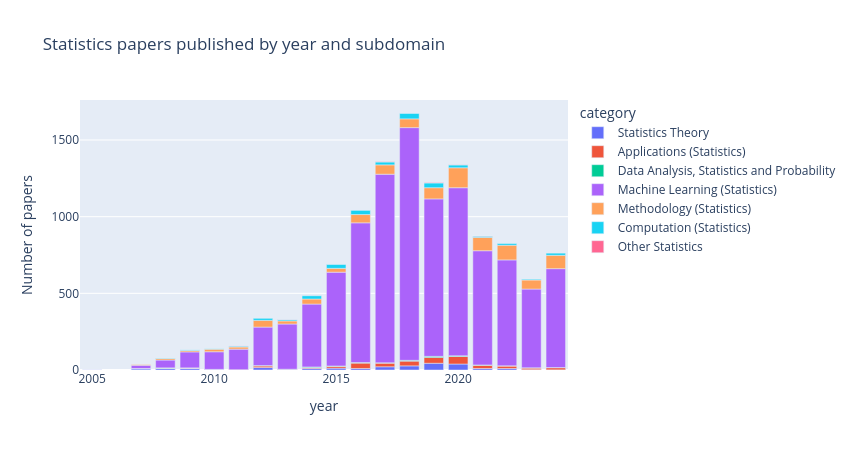 Statistics papers published by year and subdomain
category
Statistics Theory
Applications (Statistics)
Data Analysis, Statistics and Probability
Machine Learning (Statistics)
Methodology (Statistics)
Computation (Statistics)
Other Statistics
Number of papers
1500
1000
500
0
2005
2010
2015
2020
year